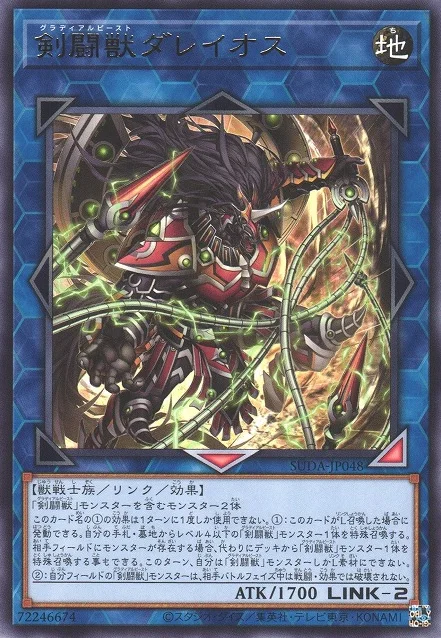 グラディアルビースト
剣闘獣ダレイオス
地
SUDA-JP048
【獣戦士族/リンク/効果】
「剣闘獣」モンスターを含むモンスター2体
このカード名の①の効果は1ターンに1度しか使用できない。①:このカードがL召喚した場合に
発動できる。自分の手札・墓地からレベル4以下の「剣闘獣」モンスター1体を特殊召喚する。
相手フィールドにモンスターが存在する場合、代わりにデッキから「剣闘獣」モンスター1体を
特殊召喚する事もできる。このターン、自分は「剣闘獣」モンスターしかL素材にできない。
②:自分フィールドの「剣闘獣」モンスターは、相手バトルフェイズ中は戦闘・効果では破壊されない。
ATK/1700 LINK-2
72246674
©スタジオ・ダイス/集英社・テレビ東京・KONAMI